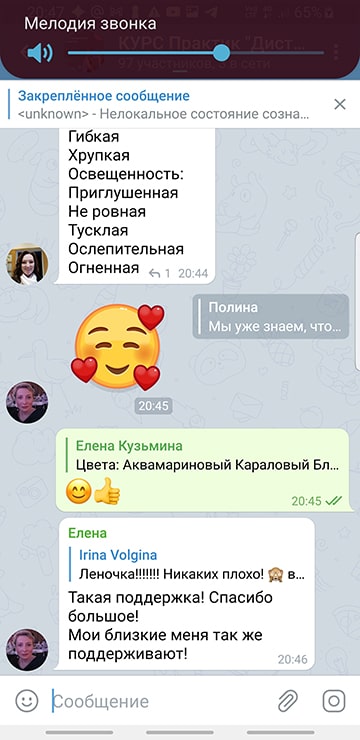 Мелодия звонка
20:47
65%
КУРС Практик "Дист...
97 участников, 8 в сети
Закреплённое сообщение
<unknown> - Нелокальное состояние созна...
Гибкая
Хрупкая
Освещенность:
Приглушенная
Не ровная
Тусклая
Ослепительная
Огненная
1 20:44
Полина
Мы уже знаем, что...
20:45
Елена Кузьмина
Цвета: Аквамариновый Караловый Бл...
😊👍
20:45
Елена
Irina Volgina
Леночка!!!!!!! Никаких плохо! 🙈 в...
Такая поддержка! Спасибо
большое!
Мои близкие меня так же
поддерживают!
20:46
Сообщение